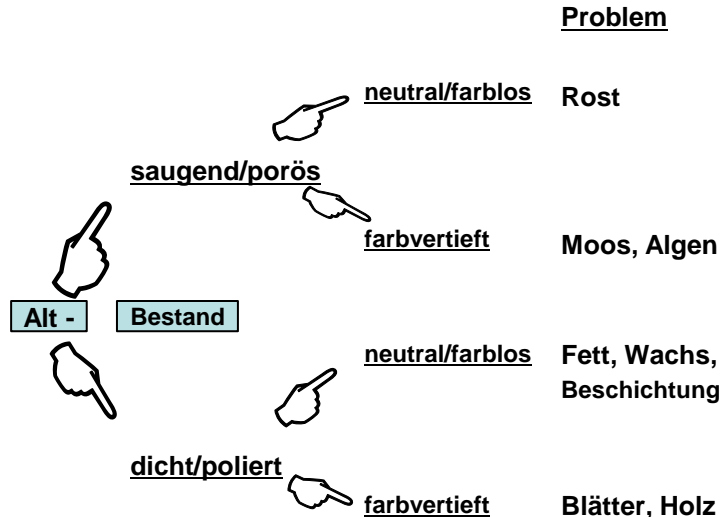 Problem
neutral/farblos Rost
saugend/porös
farbvertieft Moos, Algen
Alt - Bestand
neutral/farblos Fett, Wachs,
Beschichtung
dicht/poliert
farbvertieft Blätter, Holz